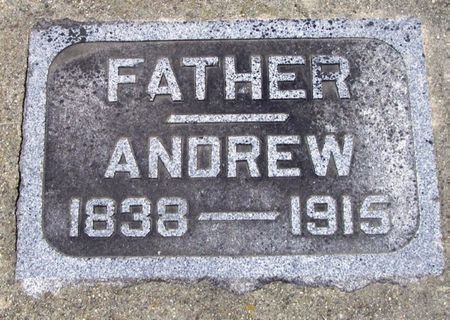 FATHER
ANDREW
1838 — 1915